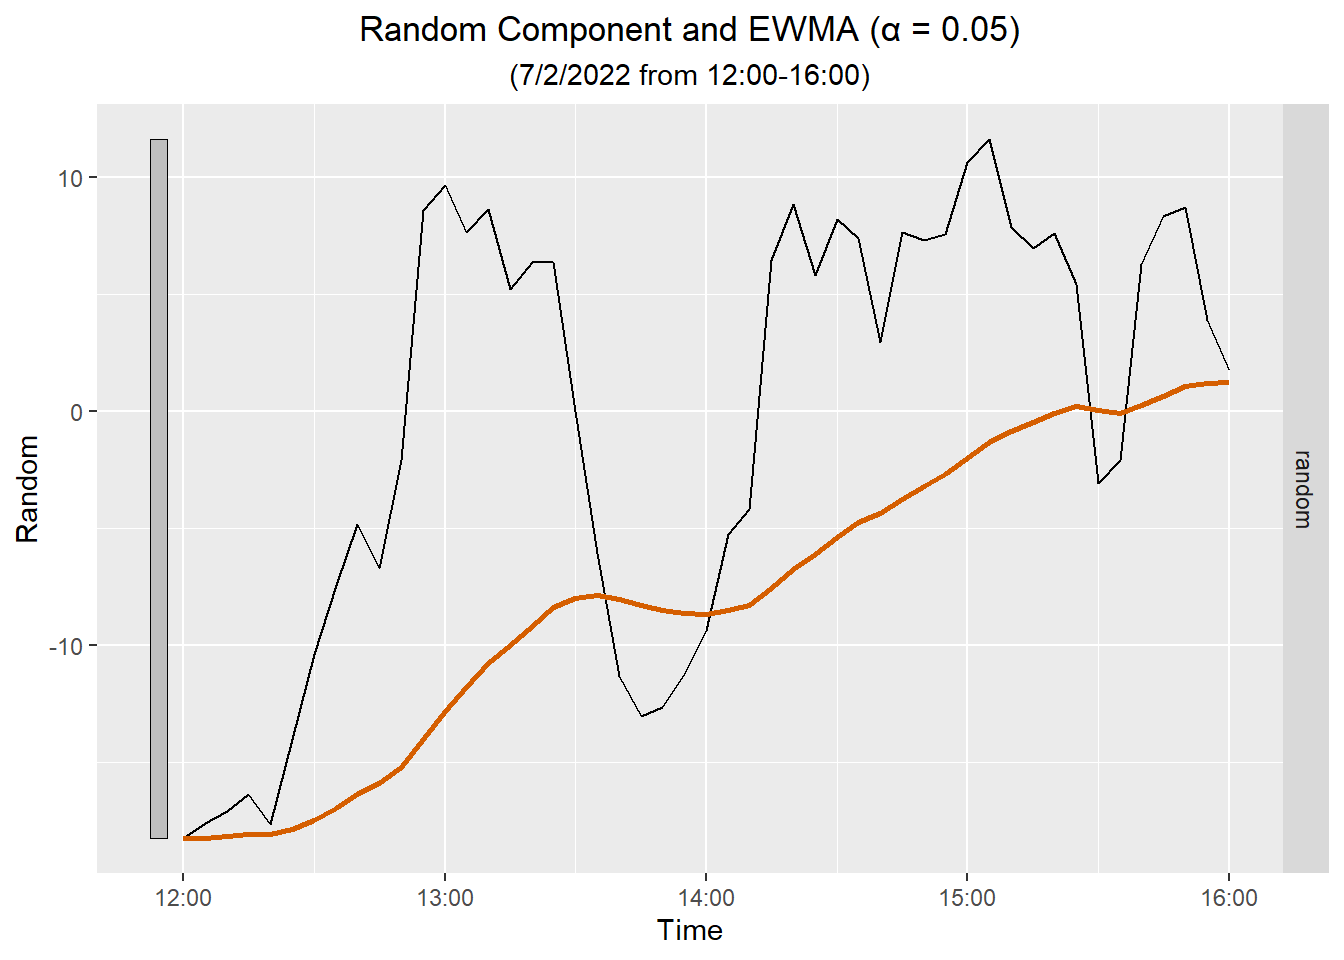 Random Component and EWMA (α = 0.05)
(7/2/2022 from 12:00-16:00)
10
0
-10
Random
random
12:00
13:00
14:00
15:00
16:00
Time